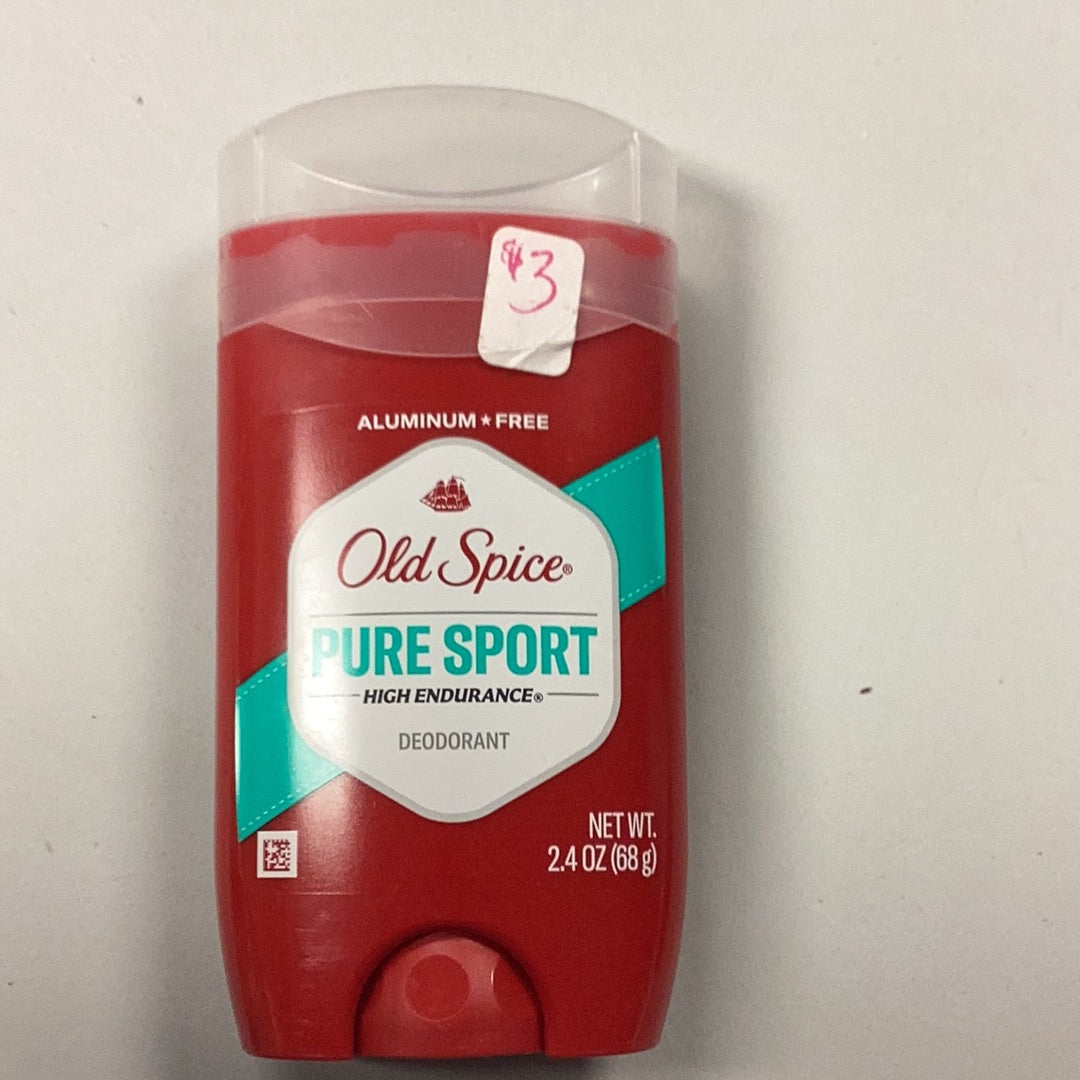 $3
ALUMINUM★FREE
Old Spice®
PURE SPORT
HIGH ENDURANCE®
DEODORANT
NET WT.
2.4 OZ (68 g)